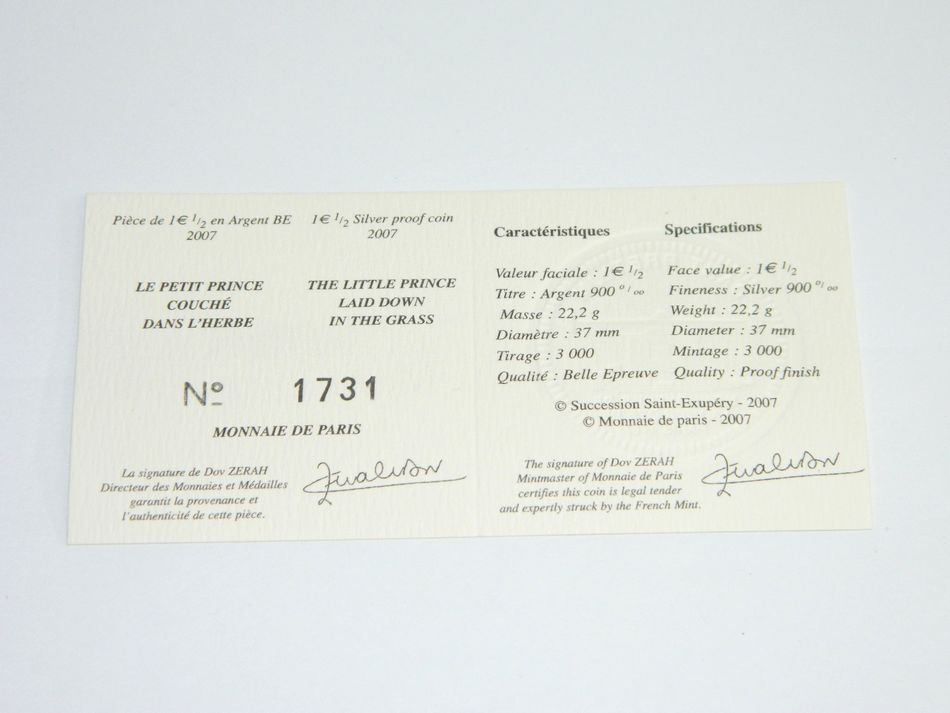 Pièce de 1€ 1/2 en Argent BE
2007
1€ 1/2 Silver proof coin
2007
LE PETIT PRINCE
COUCHÉ
DANS L'HERBE
THE LITTLE PRINCE
LAID DOWN
IN THE GRASS
Nº 1731
MONNAIE DE PARIS
La signature de Dov ZERAH
Directeur des Monnaies et Médailles
garantit la provenance et
l'authenticité de cette pièce.
Caractéristiques
Valeur faciale : 1€ 1/2
Titre : Argent 900 º/ₒₒ
Masse : 22,2 g
Diamètre : 37 mm
Tirage : 3 000
Qualité : Belle Epreuve
Specifications
Face value : 1€ 1/2
Fineness : Silver 900 º/ₒₒ
Weight : 22,2 g
Diameter : 37 mm
Mintage : 3 000
Quality : Proof finish
© Succession Saint-Exupéry - 2007
© Monnaie de paris - 2007
The signature of Dov ZERAH
Mintmaster of Monnaie de Paris
certifies this coin is legal tender
and expertly struck by the French Mint.